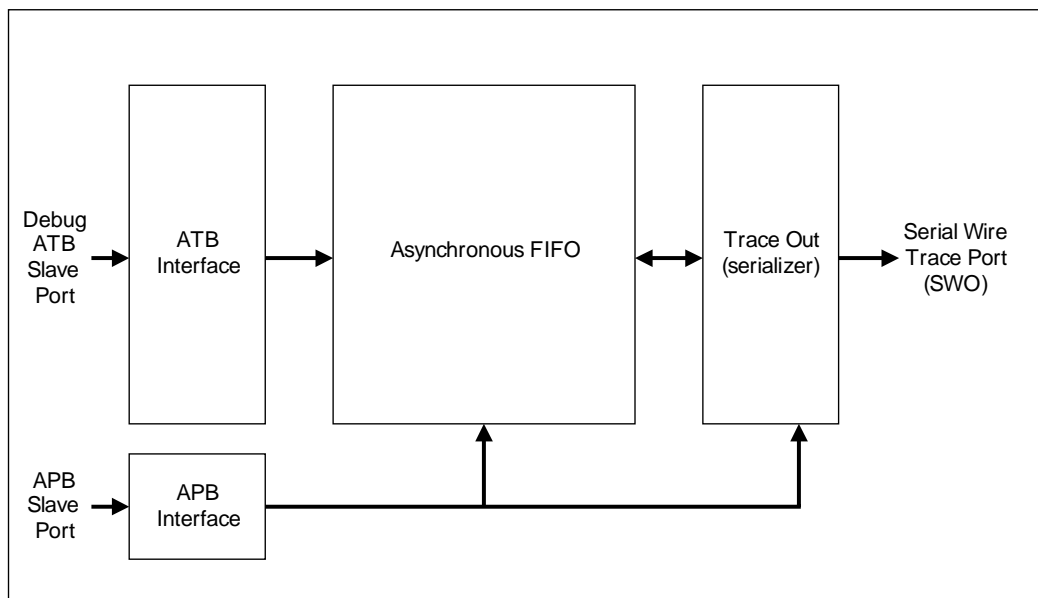 Debug
ATB
Slave
Port
ATB
Interface
Asynchronous FIFO
Trace Out
(serializer)
Serial Wire
Trace Port
(SWO)
APB
Slave
Port
APB
Interface